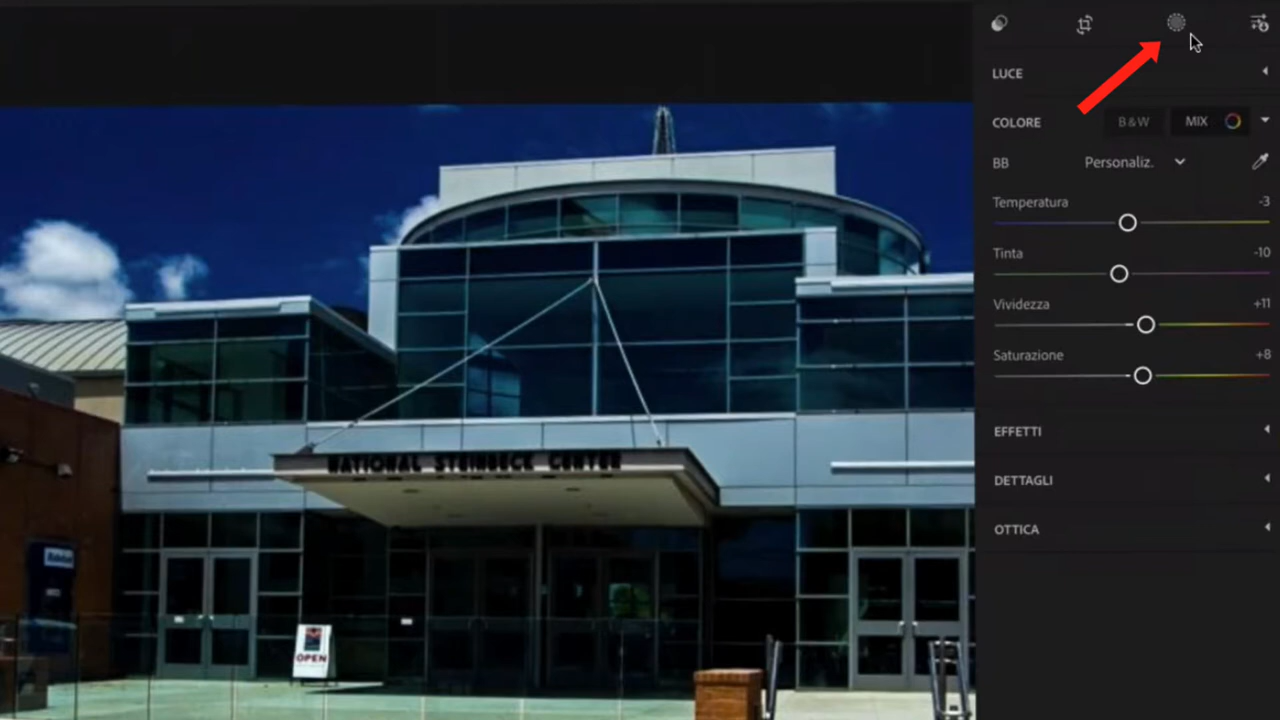 LUCE
COLORE B&W MIX
BB Personaliz.
Temperatura -3
Tinta -10
Vividezza +11
Saturazione +8
EFFETTI
DETTAGLI
OTTICA
NATIONAL STEINBECK CENTER
OPEN